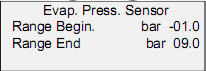 Evap. Press. Sensor
Range Begin. bar -01.0
Range End bar 09.0